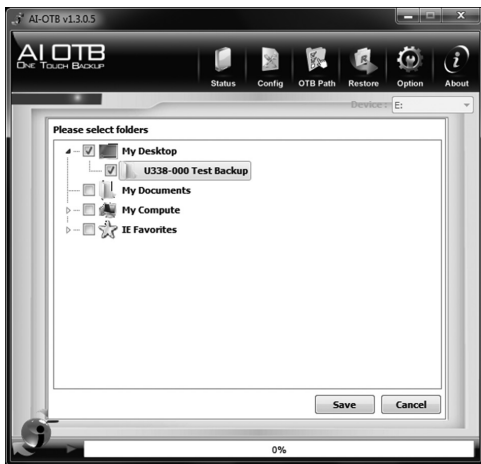 AI-OTB v1.3.0.5
AI OTB
ONE TOUCH BACKUP
Status Config OTB Path Restore Option About
Device: E:
Please select folders
My Desktop
U338-000 Test Backup
My Documents
My Compute
IE Favorites
Save Cancel
0%